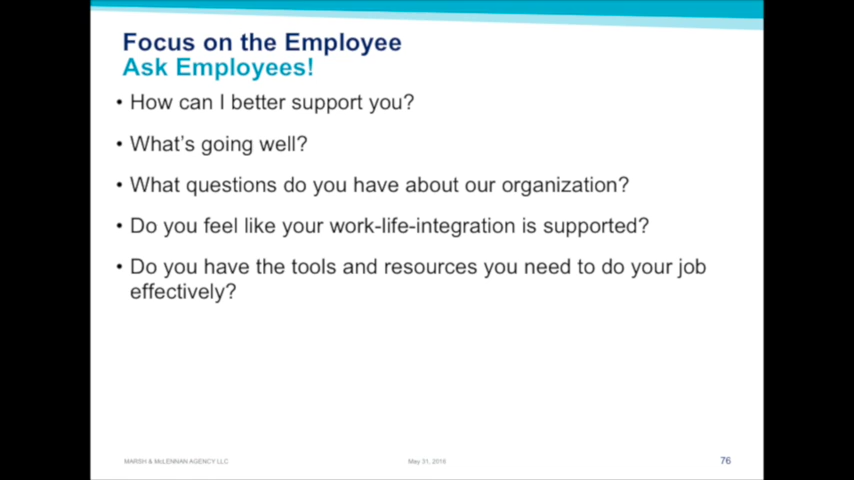 Focus on the Employee
Ask Employees!
• How can I better support you?
• What's going well?
• What questions do you have about our organization?
• Do you feel like your work-life-integration is supported?
• Do you have the tools and resources you need to do your job
effectively?
MARSH & McLENNAN AGENCY LLC
May 31, 2016
76